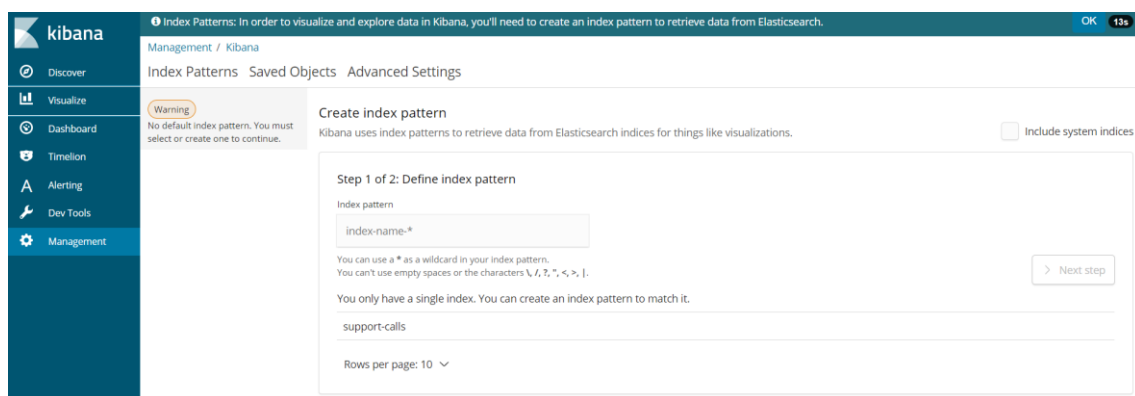 kibana
Discover
Visualize
Dashboard
Timelion
Alerting
Dev Tools
Management
Index Patterns: In order to visualize and explore data in Kibana, you'll need to create an index pattern to retrieve data from Elasticsearch.
OK 13s
Management / Kibana
Index Patterns Saved Objects Advanced Settings
Warning
No default index pattern. You must
select or create one to continue.
Create index pattern
Kibana uses index patterns to retrieve data from Elasticsearch indices for things like visualizations.
Include system indices
Step 1 of 2: Define index pattern
Index pattern
index-name-*
You can use a * as a wildcard in your index pattern.
You can't use empty spaces or the characters \, /, ?, ", <, >, |.
Next step
You only have a single index. You can create an index pattern to match it.
support-calls
Rows per page: 10